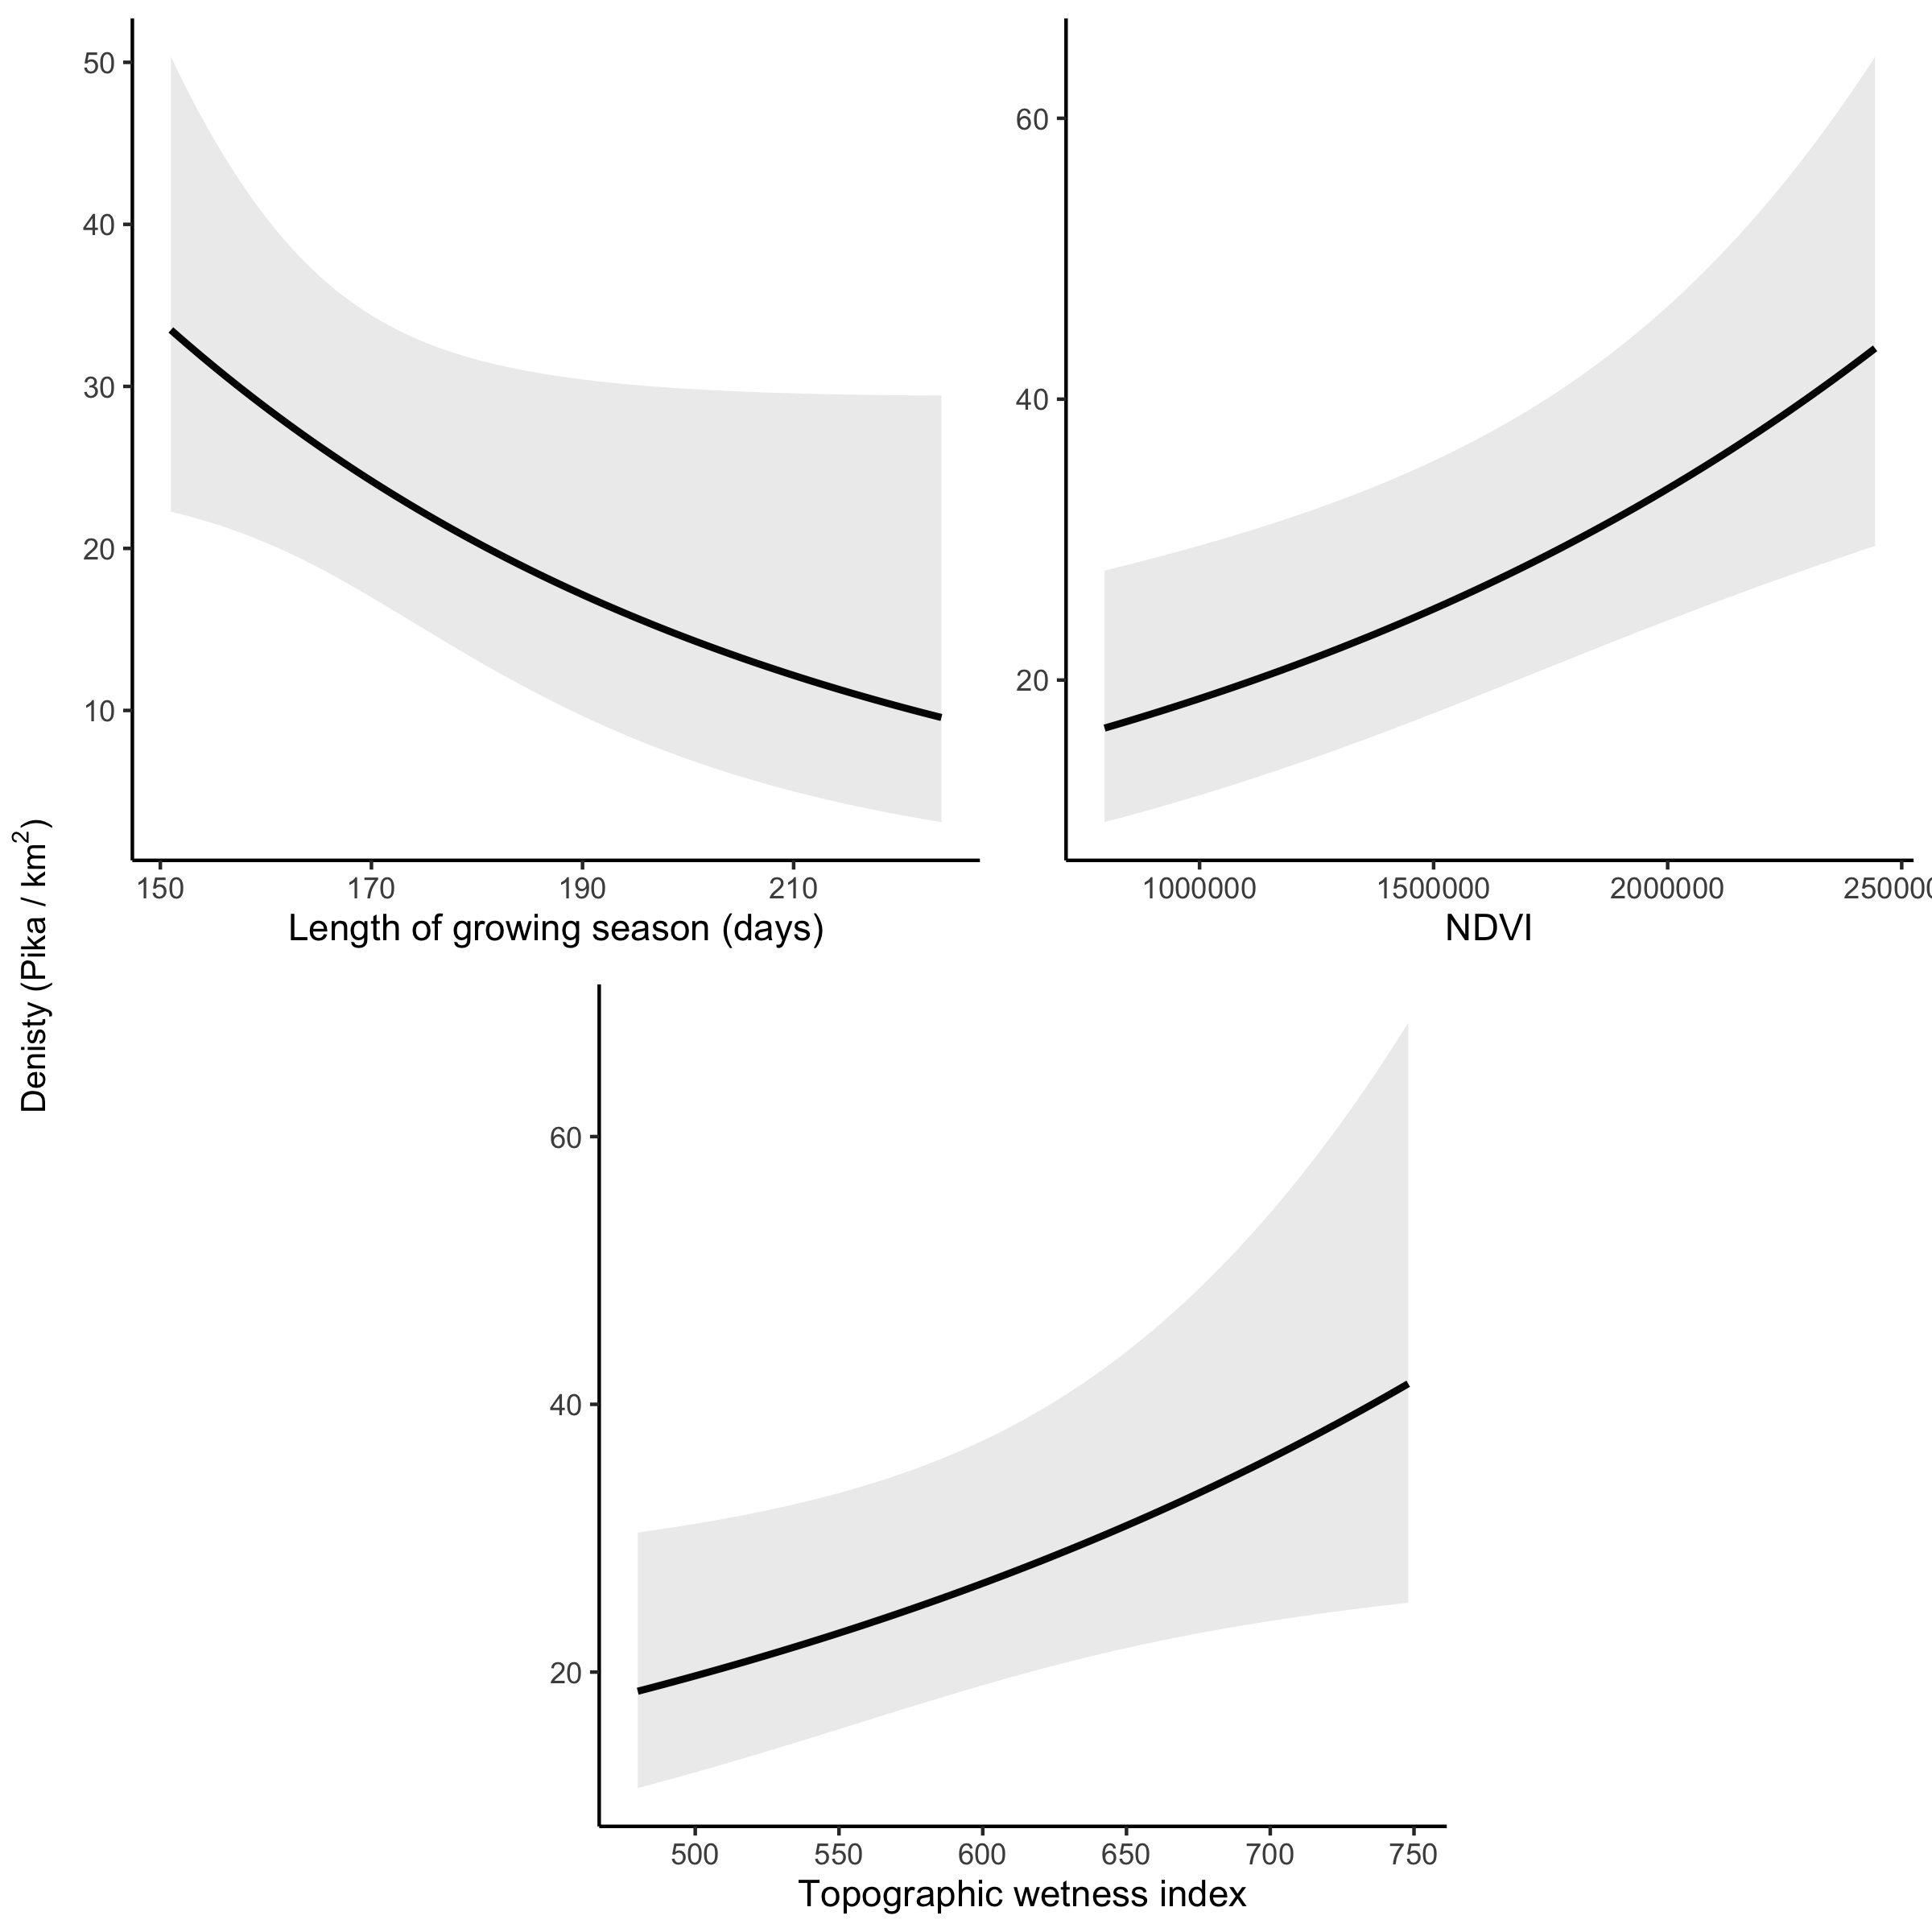 Denisty (Pika / km²)
50
40
30
20
10
150 170 190 210
Length of growing season (days)
60
40
20
1000000 1500000 2000000 250000
NDVI
60
40
20
500 550 600 650 700 750
Topographic wetness index